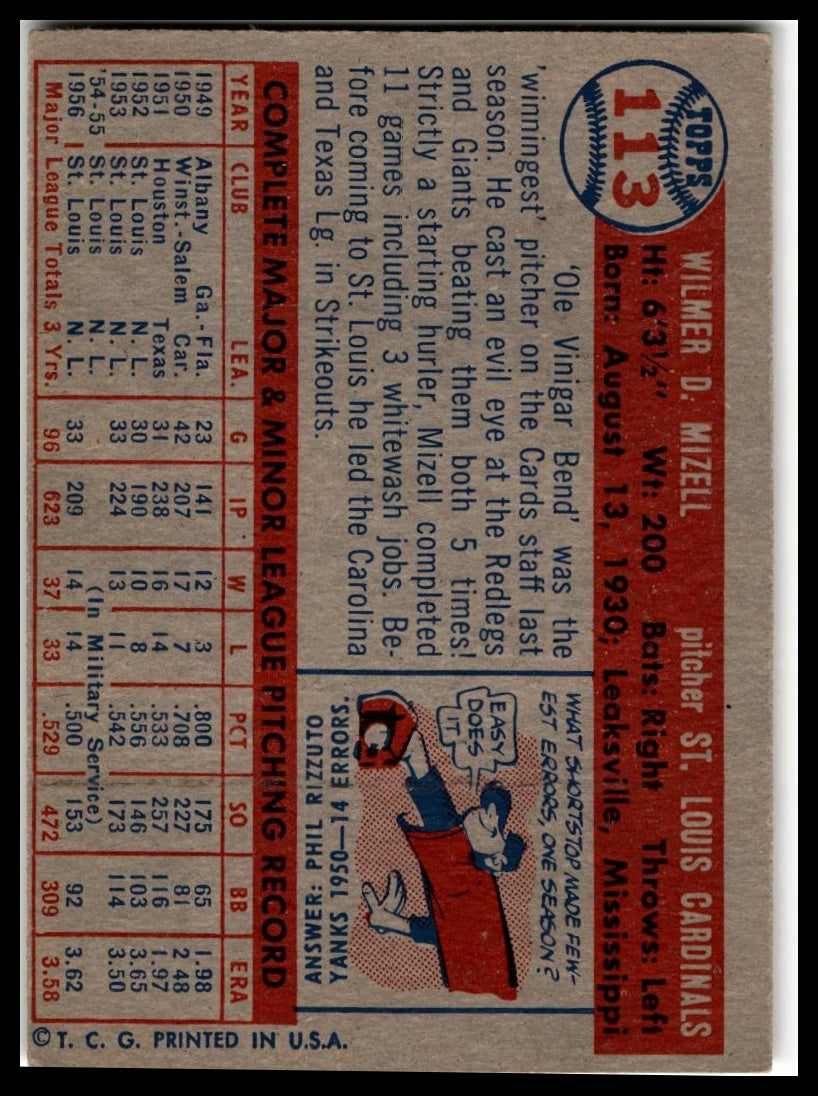 TOPPS
113
WILMER D. MIZELL pitcher ST. LOUIS CARDINALS
Ht: 6'3½" Wt: 200 Bats: Right Throws: Left
Born: August 13, 1930; Leaksville, Mississippi
'Ole Vinigar Bend' was the
'winningest' pitcher on the Cards staff last
season. He cast an evil eye at the Redlegs
and Giants beating them both 5 times!
Strictly a starting hurler, Mizell completed
11 games including 3 whitewash jobs. Be-
fore coming to St. Louis he led the Carolina
and Texas Lg. in Strikeouts.
WHAT SHORTSTOP MADE FEW-
EST ERRORS, ONE SEASON?
EASY
DOES
IT
ANSWER: PHIL RIZZUTO
YANKS 1950—14 ERRORS.
COMPLETE MAJOR & MINOR LEAGUE PITCHING RECORD
YEAR CLUB LEA. G IP W L PCT SO BB ERA
1949 Albany Ga.-Fla. 23 141 12 3 .800 175 65 1.98
1950 Winst.-Salem Car. 42 207 17 7 .708 227 81 2.48
1951 Houston Texas 31 238 16 14 .533 257 116 1.97
1952 St. Louis N. L. 30 190 10 8 .556 146 103 3.65
1953 St. Louis N. L. 33 224 13 11 .542 173 114 3.50
'54-55 St. Louis N. L. (In Military Service)
1956 St. Louis N. L. 33 209 14 14 .500 153 92 3.62
Major League Totals 3 Yrs. 96 623 37 33 .529 472 309 3.58
© T. C. G. PRINTED IN U.S.A.